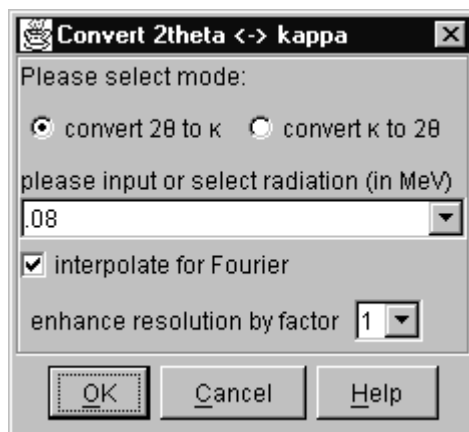 Convert 2theta <-> kappa
Please select mode:
convert 2θ to κ convert κ to 2θ
please input or select radiation (in MeV)
.08
interpolate for Fourier
enhance resolution by factor 1
OK Cancel Help